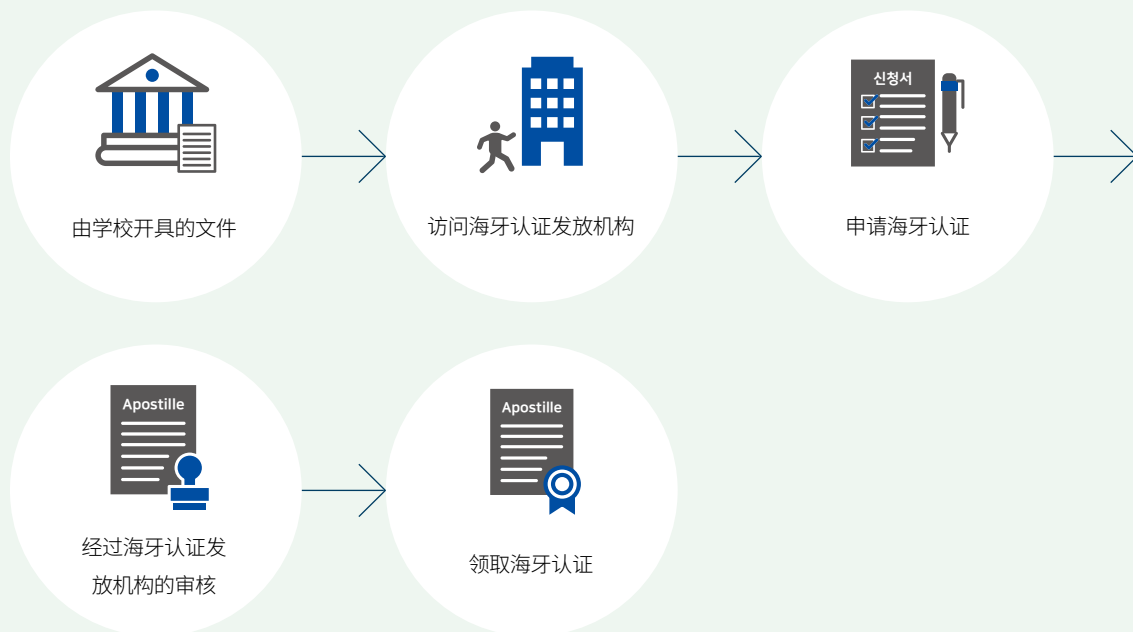 신청서
由学校开具的文件
访问海牙认证发放机构
申请海牙认证
Apostille
经过海牙认证发
放机构的审核
Apostille
领取海牙认证